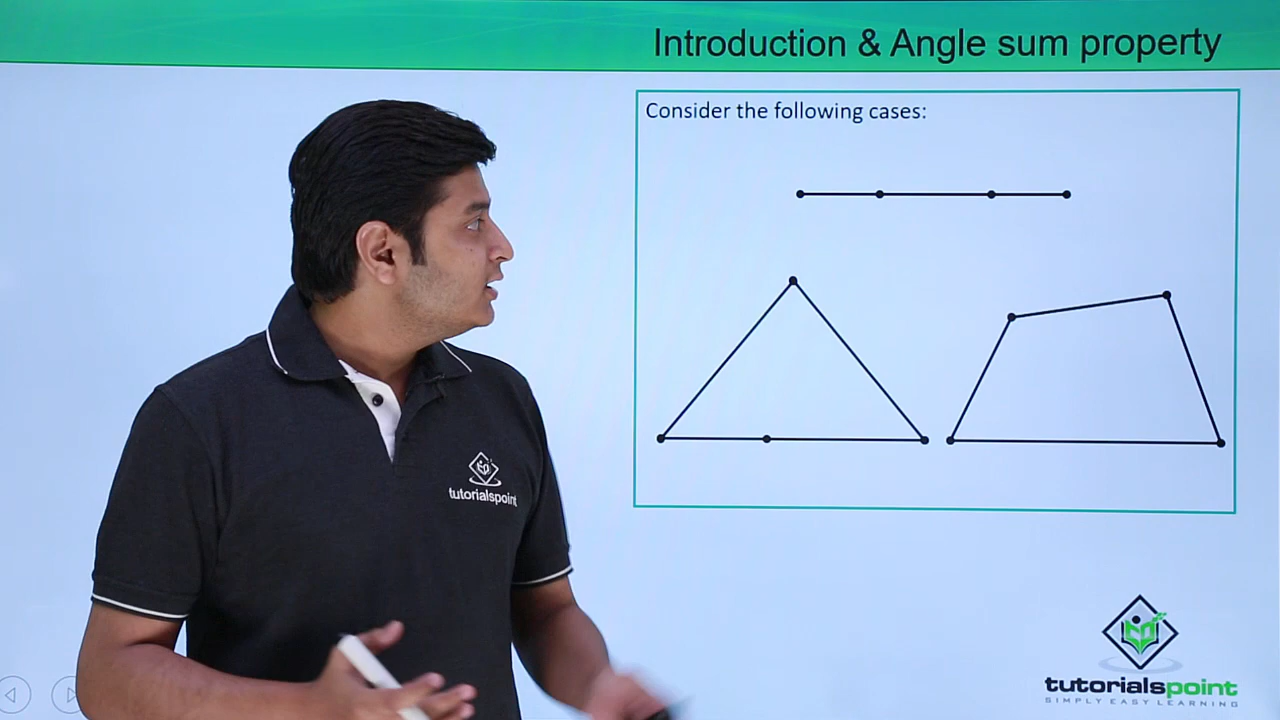 Introduction & Angle sum property
Consider the following cases:
tutorialspoint
tutorialspoint
SIMPLY EASY LEARNING